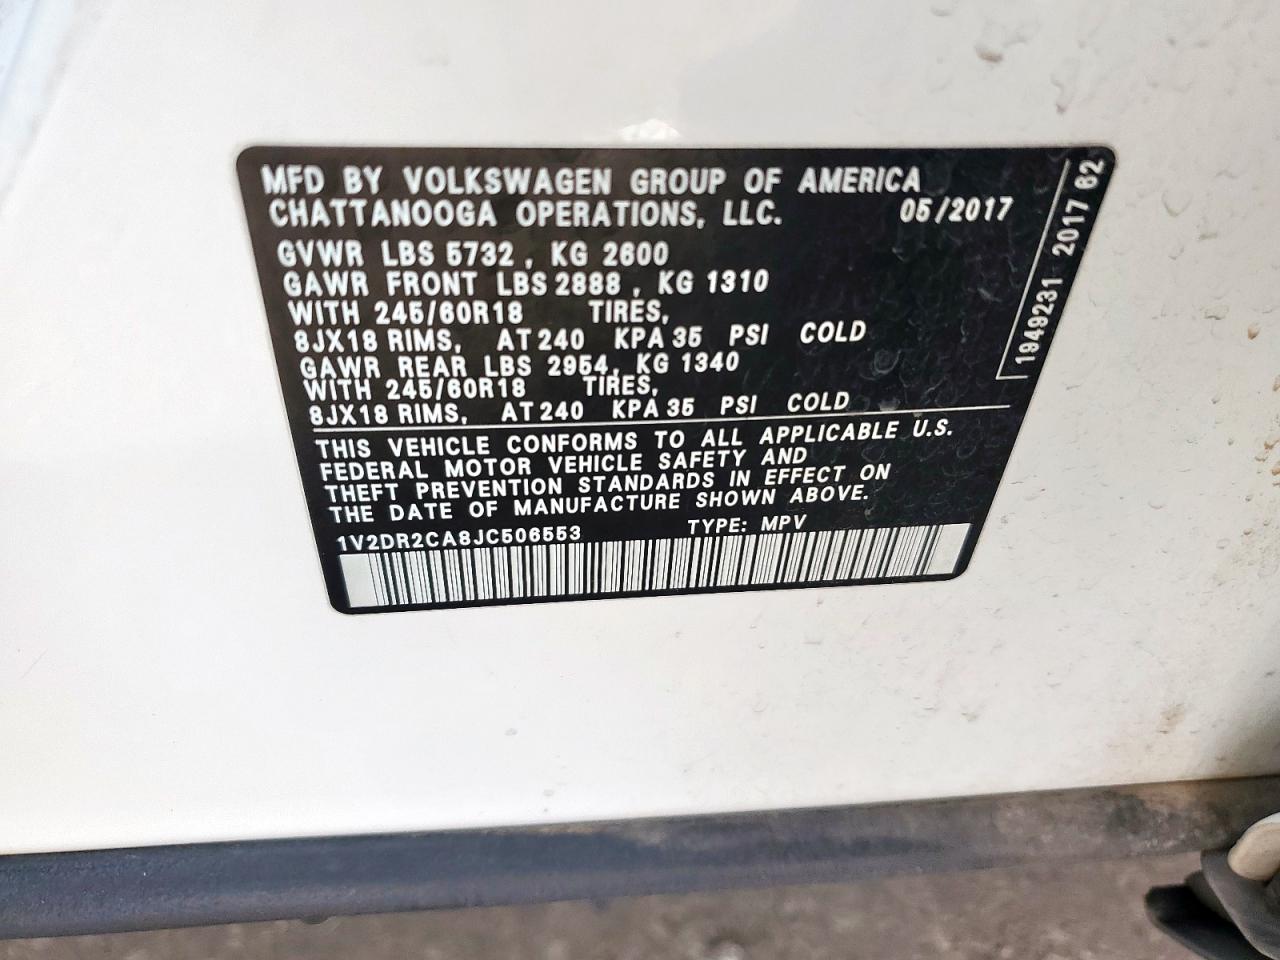 MFD BY VOLKSWAGEN GROUP OF AMERICA
CHATTANOOGA OPERATIONS, LLC. 05/2017
GVWR LBS 5732, KG 2600
GAWR FRONT LBS 2888, KG 1310
WITH 245/60R18 TIRES,
8JX18 RIMS, AT 240 KPA 35 PSI COLD
GAWR REAR LBS 2954, KG 1340
WITH 245/60R18 TIRES,
8JX18 RIMS, AT 240 KPA 35 PSI COLD
THIS VEHICLE CONFORMS TO ALL APPLICABLE U.S.
FEDERAL MOTOR VEHICLE SAFETY AND
THEFT PREVENTION STANDARDS IN EFFECT ON
THE DATE OF MANUFACTURE SHOWN ABOVE.
1V2DR2CA8JC506553 TYPE: MPV
1949231 2017 82